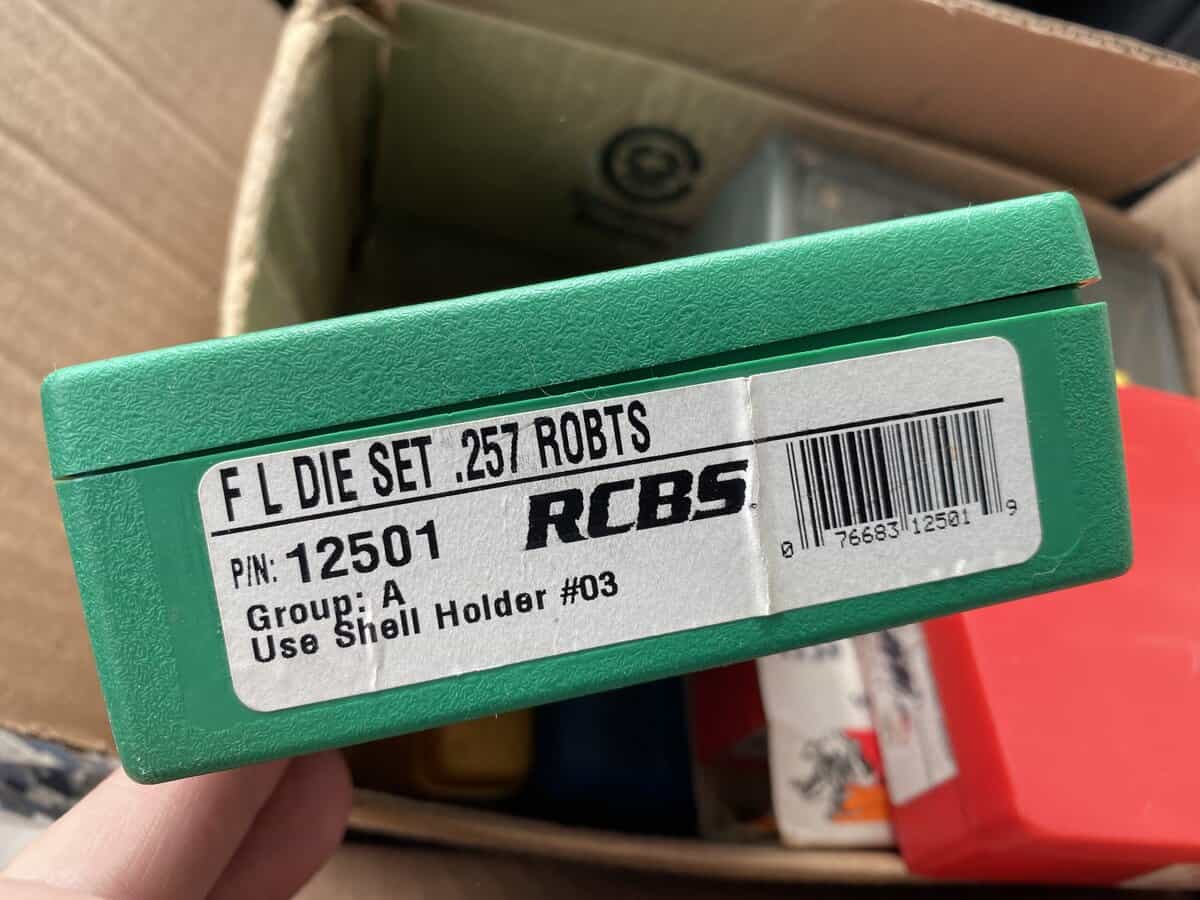 F L DIE SET .257 ROBTS
P/N: 12501
RCBS
Group: A
Use Shell Holder #03
0 76683 12501 9